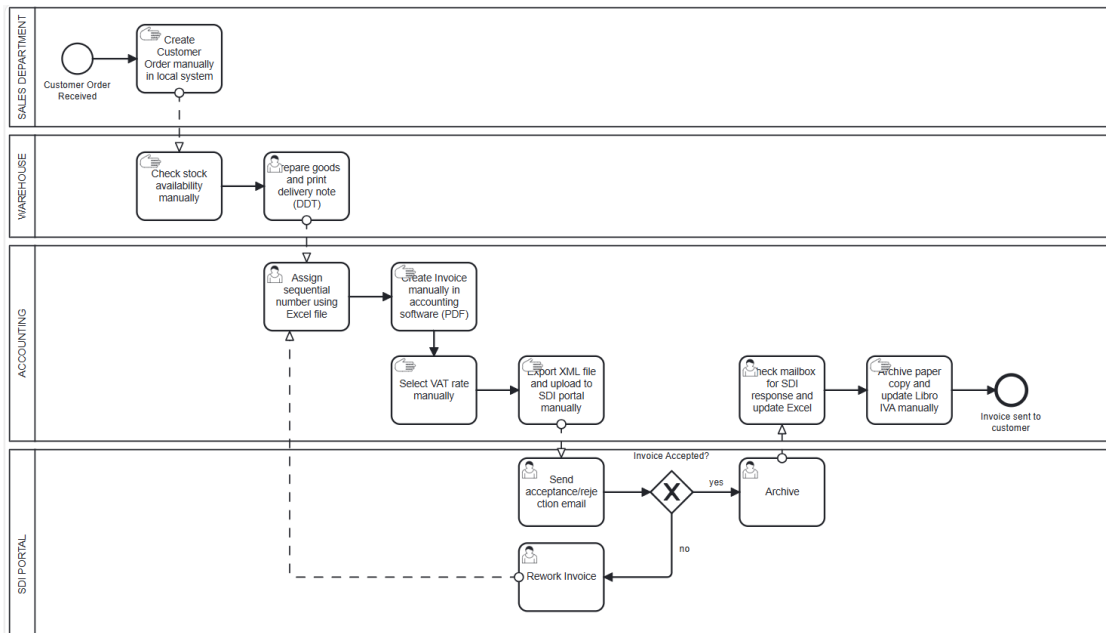 SALES DEPARTMENT
Customer Order
Received
Create
Customer
Order manually
in local system
WAREHOUSE
Check stock
availability
manually
repare goods
and print
delivery note
(DDT)
ACCOUNTING
Assign
sequential
number using
Excel file
Create Invoice
manually in
accounting
software (PDF)
Select VAT rate
manually
Export XML file
and upload to
SDI portal
manually
Check mailbox
for SDI
response and
update Excel
Archive paper
copy and
update Libro
IVA manually
Invoice sent to
customer
SDI PORTAL
Send
acceptance/reje
ction email
Invoice Accepted?
yes
no
Archive
Rework Invoice